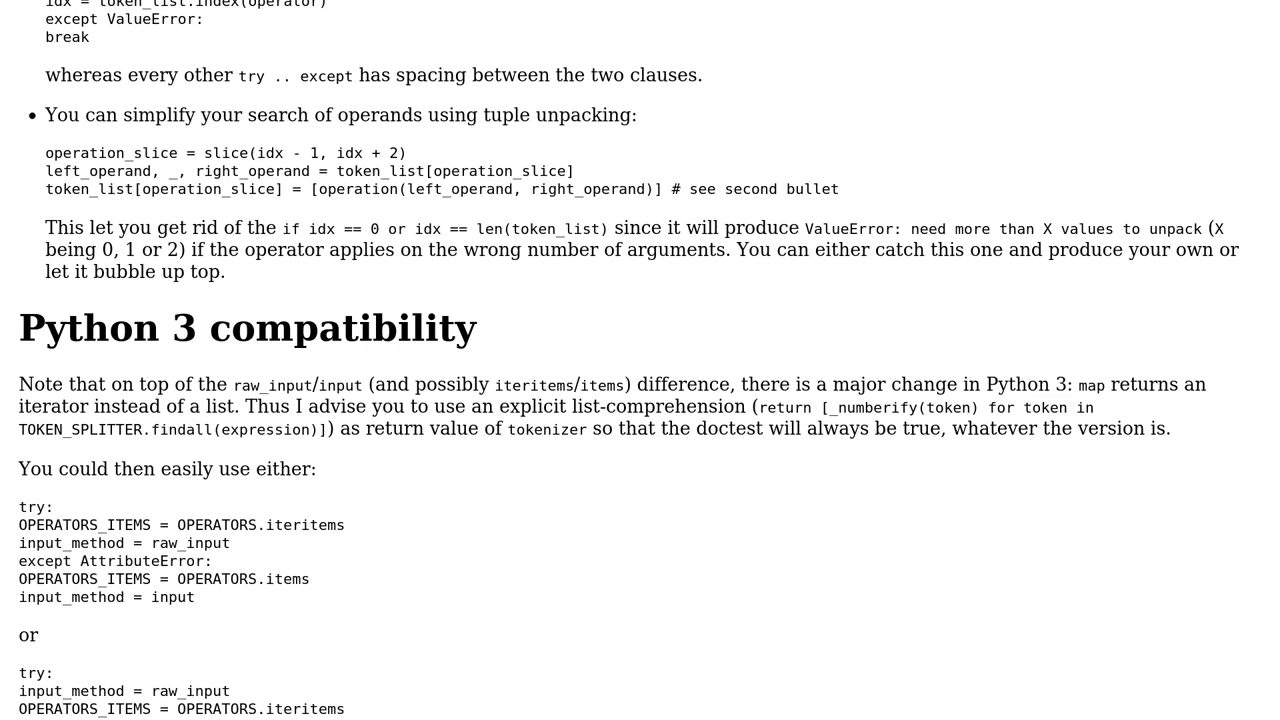 idx = token_list.index(operator)
except ValueError:
break
whereas every other try .. except has spacing between the two clauses.
• You can simplify your search of operands using tuple unpacking:
operation_slice = slice(idx - 1, idx + 2)
left_operand, _, right_operand = token_list[operation_slice]
token_list[operation_slice] = [operation(left_operand, right_operand)] # see second bullet
This let you get rid of the if idx == 0 or idx == len(token_list) since it will produce ValueError: need more than X values to unpack (X
being 0, 1 or 2) if the operator applies on the wrong number of arguments. You can either catch this one and produce your own or
let it bubble up top.
Python 3 compatibility
Note that on top of the raw_input/input (and possibly iteritems/items) difference, there is a major change in Python 3: map returns an
iterator instead of a list. Thus I advise you to use an explicit list-comprehension (return [_numberify(token) for token in
TOKEN_SPLITTER.findall(expression)]) as return value of tokenizer so that the doctest will always be true, whatever the version is.
You could then easily use either:
try:
OPERATORS_ITEMS = OPERATORS.iteritems
input_method = raw_input
except AttributeError:
OPERATORS_ITEMS = OPERATORS.items
input_method = input
or
try:
input_method = raw_input
OPERATORS_ITEMS = OPERATORS.iteritems